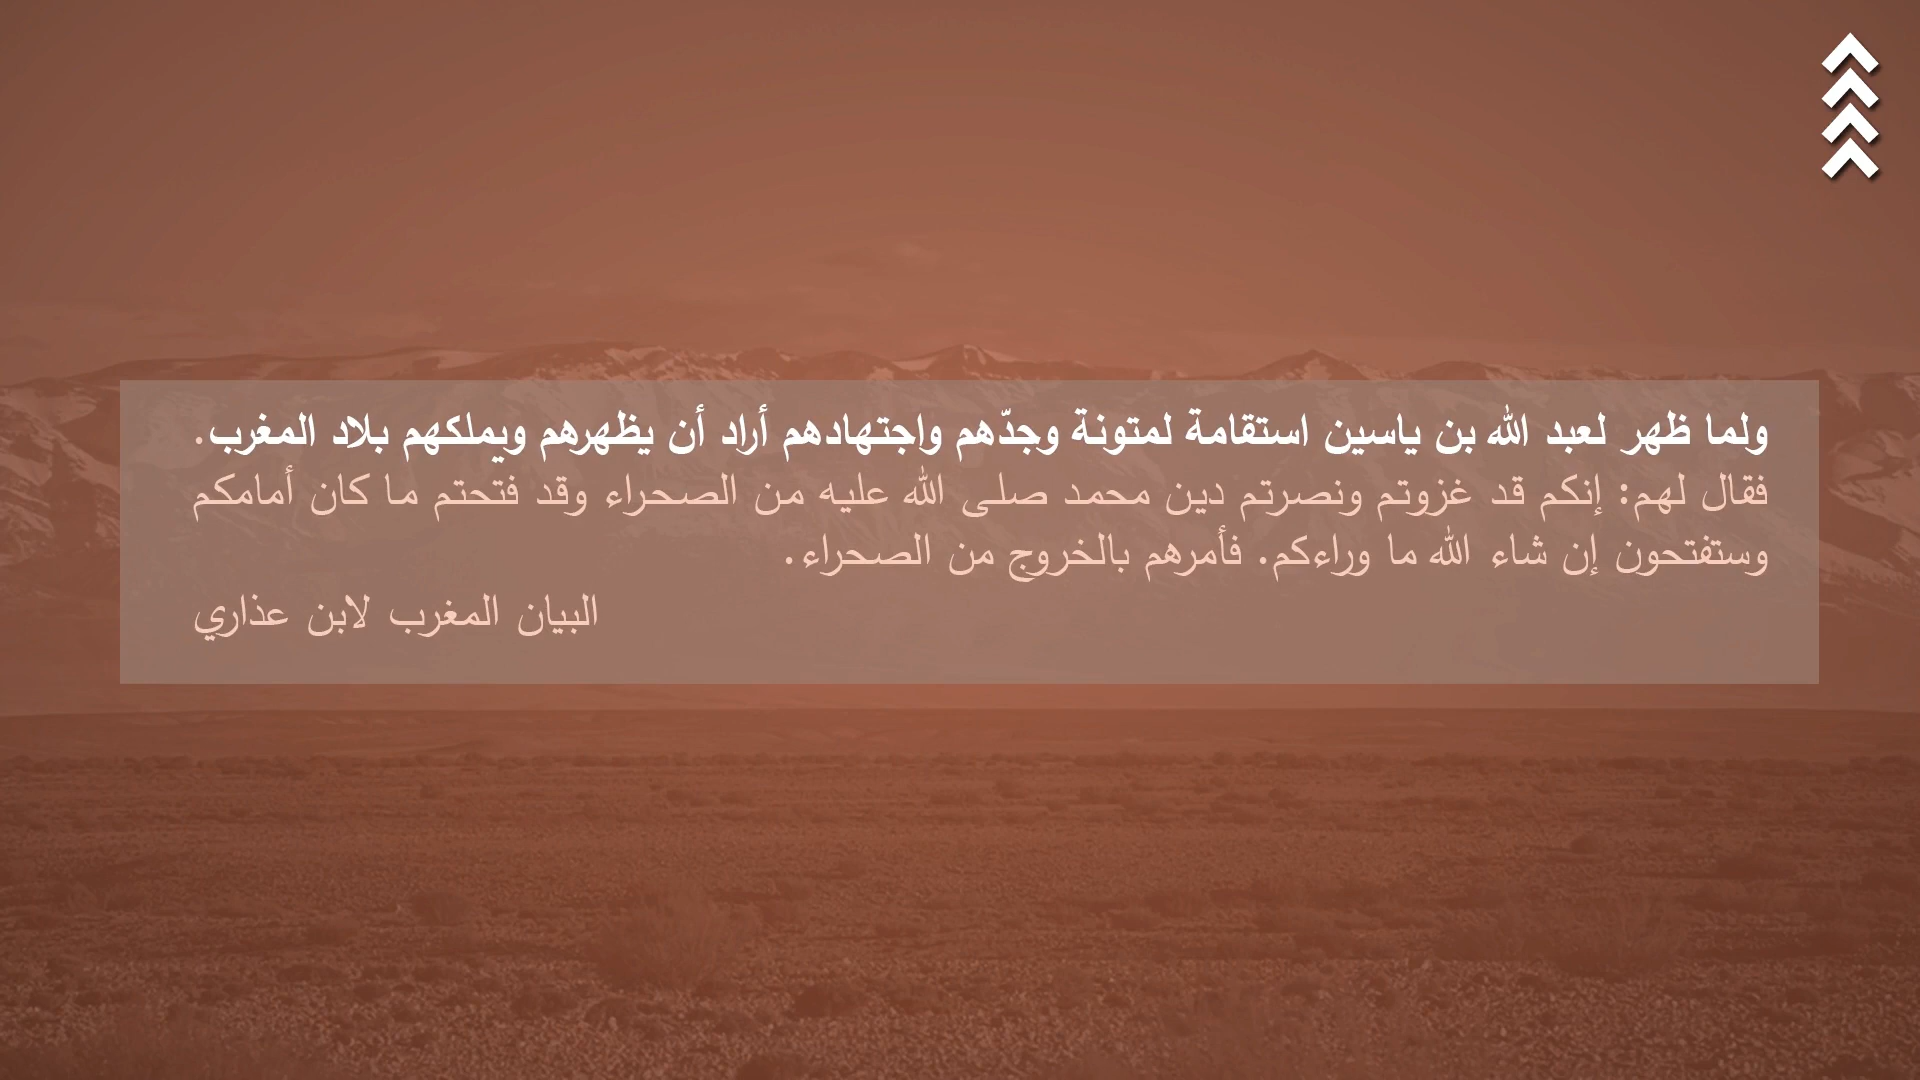 ولما ظهر لعبد الله بن ياسين استقامة لمتونة وجدّهم واجتهادهم أراد أن يظهرهم ويملكهم بلاد المغرب.
فقال لهم: إنكم قد غزوتم ونصرتم دين محمد صلى الله عليه من الصحراء وقد فتحتم ما كان أمامكم
وستفتحون إن شاء الله ما وراءكم. فأمرهم بالخروج من الصحراء.
البيان المغرب لابن عذاري